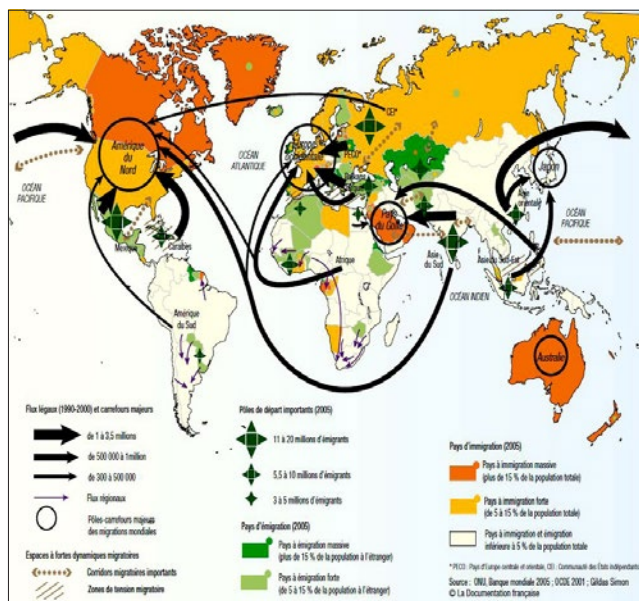 Amérique
du
Nord
OCÉAN
ATLANTIQUE
OCÉAN
PACIFIQUE
Mexique
Caraïbes
Amérique
du Sud
CEI*
Europe
occidentale
PECO*
Pays
du Golfe
Afrique
Asie
du Sud
Asie du Sud-Est
Asie
orientale
Japon
OCÉAN
PACIFIQUE
OCÉAN INDIEN
Australie
Flux légaux (1990-2000) et carrefours majeurs
de 1 à 3,5 millions
de 500 000 à 1million
de 300 à 500 000
Flux régionaux
Pôles-carrefours majeurs
des migrations mondiales
Espaces à fortes dynamiques migratoires
Corridors migratoires importants
Zones de tension migratoire
Pôles de départ importants (2005)
11 à 20 millions d'émigrants
5,5 à 10 millions d'émigrants
3 à 5 millions d'émigrants
Pays d'émigration (2005)
Pays à émigration massive
(plus de 15 % de la population à l'étranger)
Pays à émigration forte
(de 5 à 15 % de la population à l'étranger)
Pays d'immigration (2005)
Pays à immigration massive
(plus de 15 % de la population totale)
Pays à immigration forte
(de 5 à 15 % de la population totale)
Pays à immigration et émigration
inférieure à 5 % de la population totale
* PECO : Pays d'Europe centrale et orientale, CEI : Communauté des États indépendants
Source : ONU, Banque mondiale 2005 ; OCDE 2001 ; Gildas Simon
© La Documentation française